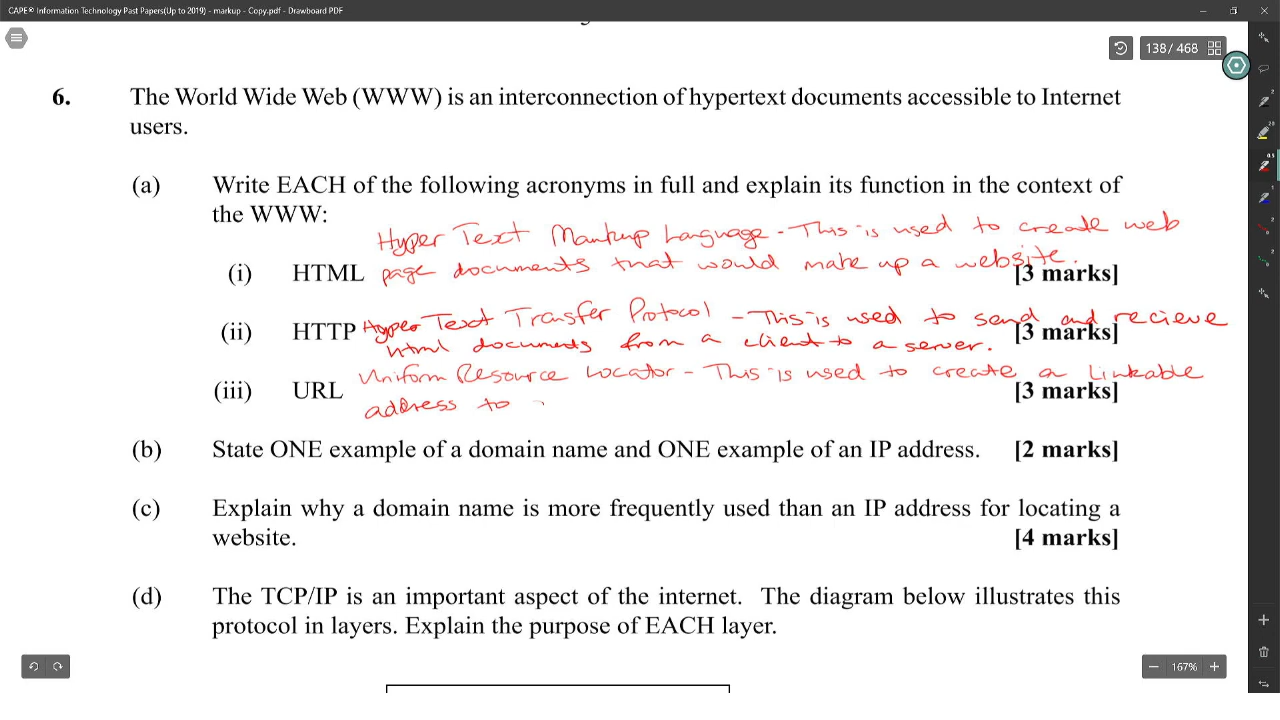 CAPE® Information Technology Past Papers(Up to 2019) - markup - Copy.pdf - Drawboard PDF
138/ 468
6. The World Wide Web (WWW) is an interconnection of hypertext documents accessible to Internet
users.
(a) Write EACH of the following acronyms in full and explain its function in the context of
the WWW:
Hyper Text Markup Language - This is used to create web
(i) HTML page documents that would make up a website. [3 marks]
Hyper Text Transfer Protocol - This is used to send and recieve
(ii) HTTP [3 marks]
html documents from a client to a server.
Uniform Resource Locator - This is used to create a linkable
(iii) URL [3 marks]
address to
(b) State ONE example of a domain name and ONE example of an IP address. [2 marks]
(c) Explain why a domain name is more frequently used than an IP address for locating a
website. [4 marks]
(d) The TCP/IP is an important aspect of the internet. The diagram below illustrates this
protocol in layers. Explain the purpose of EACH layer.
167%